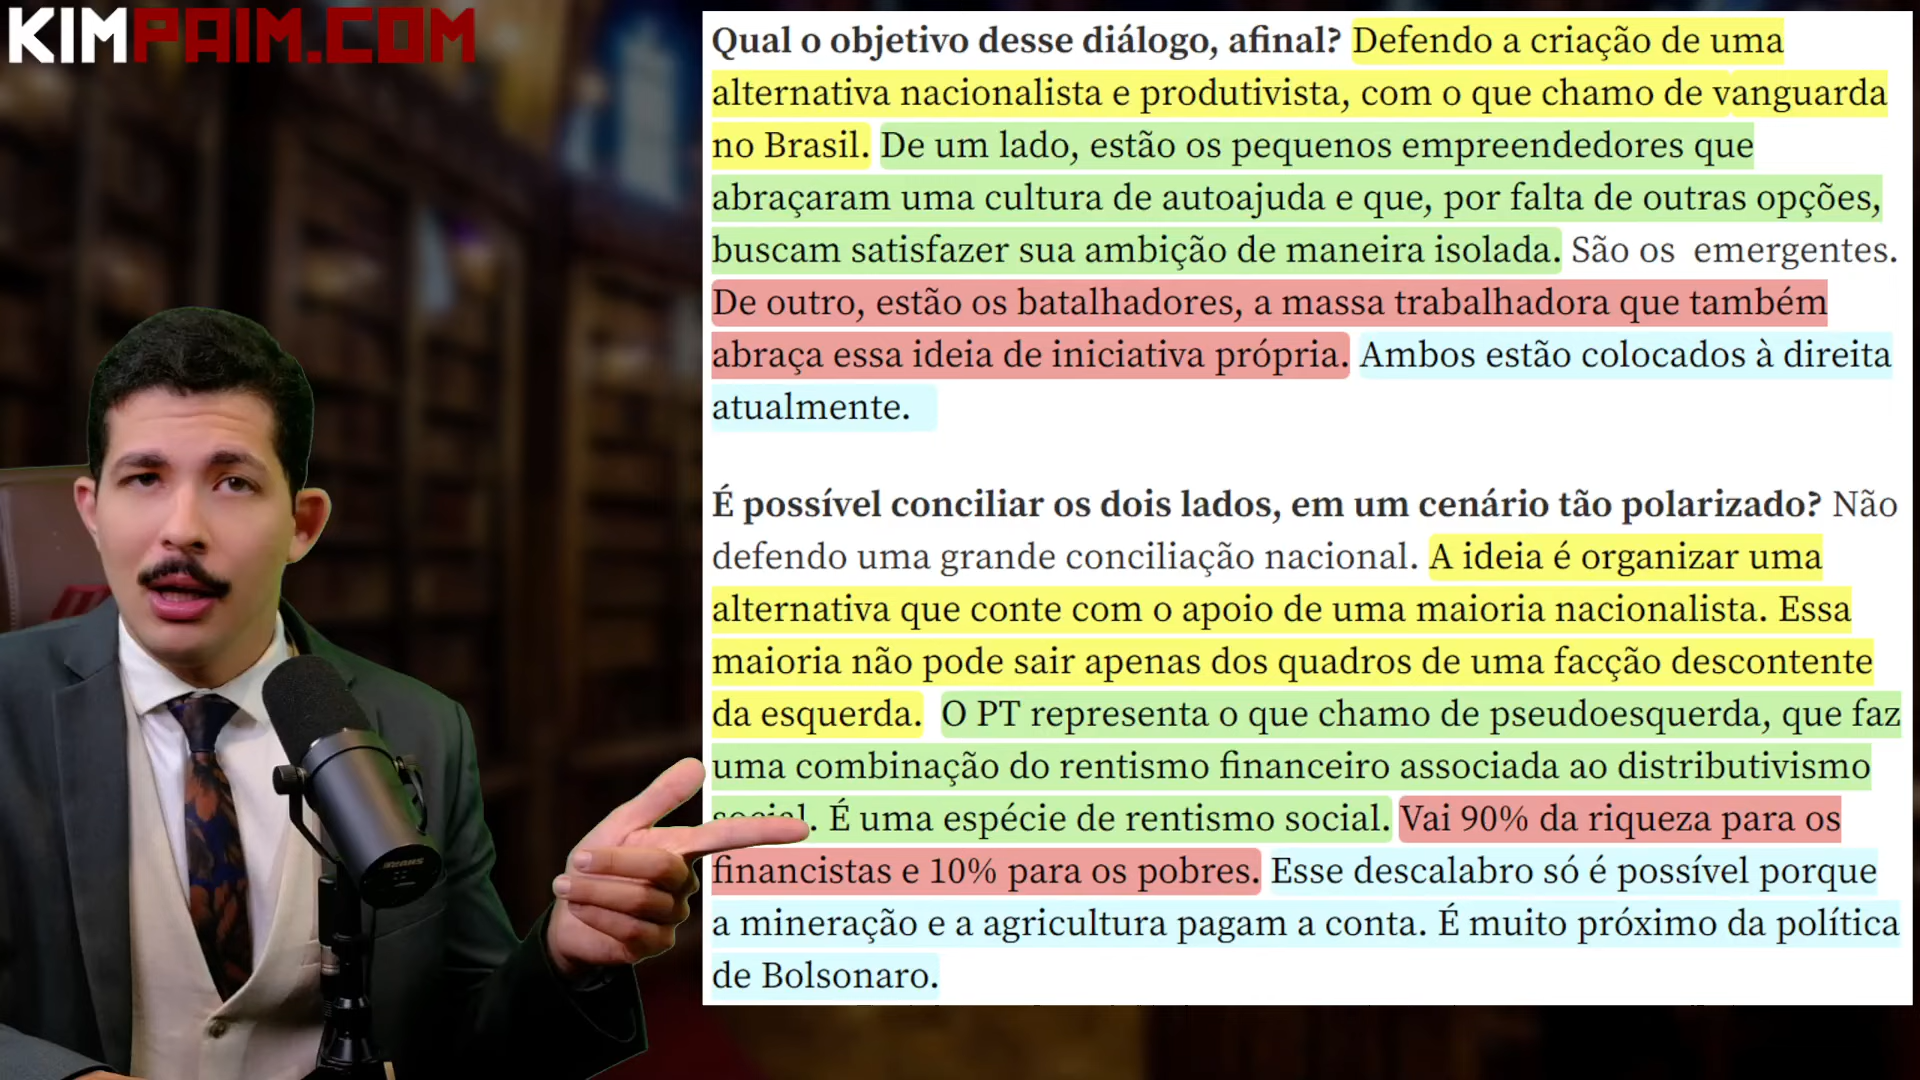 KIMPAIM.COM
Qual o objetivo desse diálogo, afinal? Defendo a criação de uma
alternativa nacionalista e produtivista, com o que chamo de vanguarda
no Brasil. De um lado, estão os pequenos empreendedores que
abraçaram uma cultura de autoajuda e que, por falta de outras opções,
buscam satisfazer sua ambição de maneira isolada. São os emergentes.
De outro, estão os batalhadores, a massa trabalhadora que também
abraça essa ideia de iniciativa própria. Ambos estão colocados à direita
atualmente.
É possível conciliar os dois lados, em um cenário tão polarizado? Não
defendo uma grande conciliação nacional. A ideia é organizar uma
alternativa que conte com o apoio de uma maioria nacionalista. Essa
maioria não pode sair apenas dos quadros de uma facção descontente
da esquerda. O PT representa o que chamo de pseudoesquerda, que faz
uma combinação do rentismo financeiro associada ao distributivismo
social. É uma espécie de rentismo social. Vai 90% da riqueza para os
financistas e 10% para os pobres. Esse descalabro só é possível porque
a mineração e a agricultura pagam a conta. É muito próximo da política
de Bolsonaro.